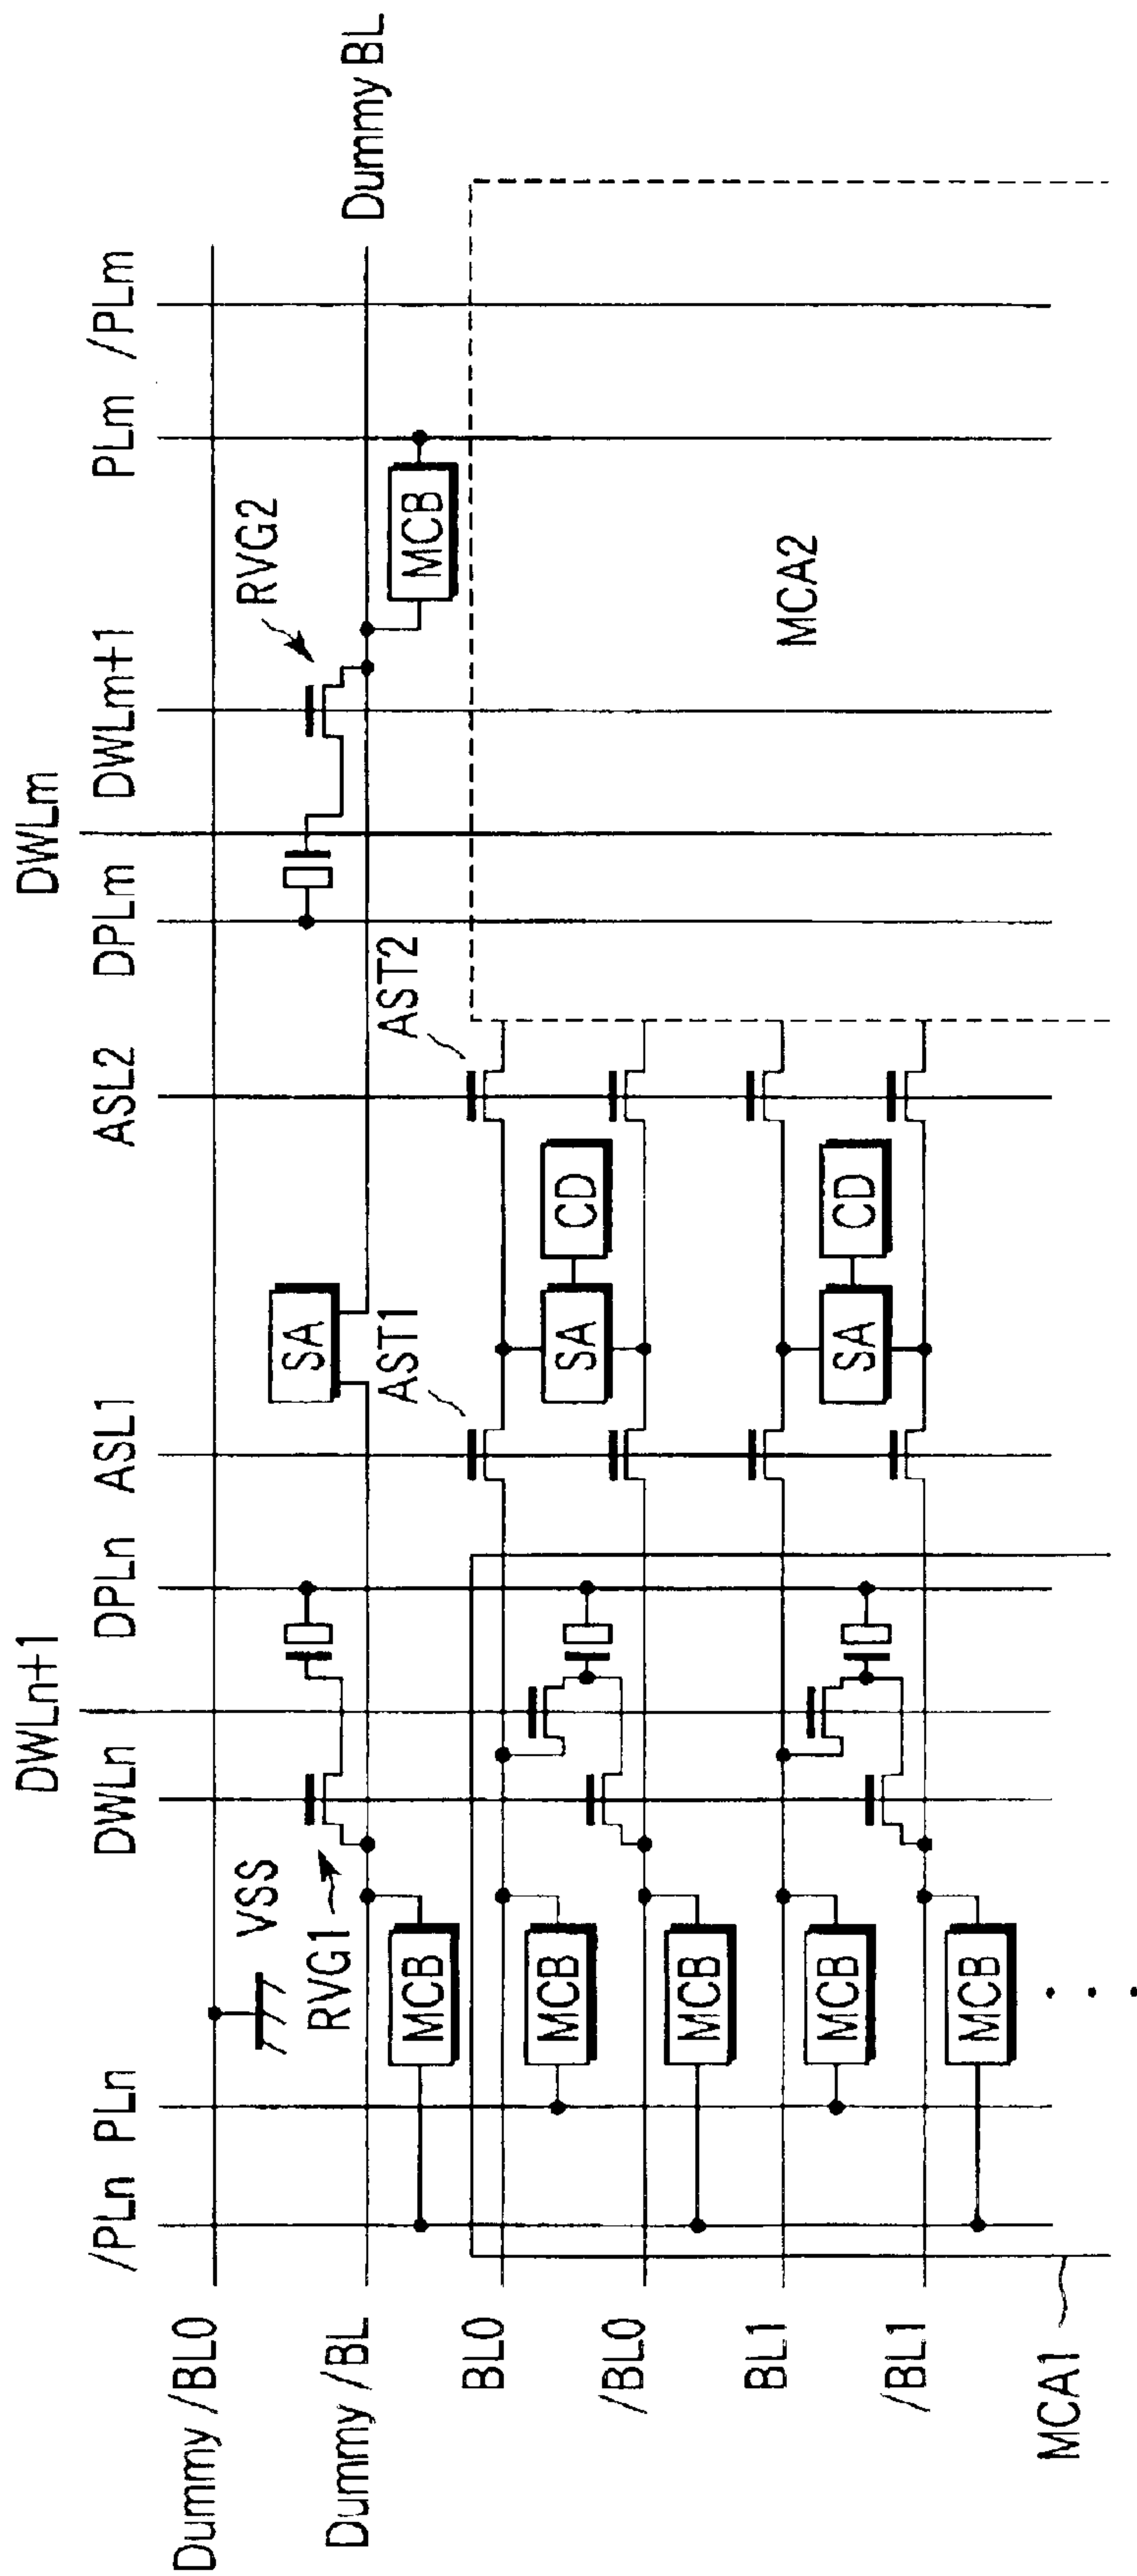 DWLn+1
DWLm
/PLn
PLn
DWLn
DPLn
ASL1
ASL2
DPLm
DWLm+1
PLm
/PLm
Dummy /BL0
VSS
RVG1
RVG2
SA
Dummy /BL
Dummy BL
MCB
MCB
AST1
AST2
BL0
MCB
SA
CD
/BL0
MCB
BL1
MCB
SA
CD
MCA2
/BL1
MCB
MCA1